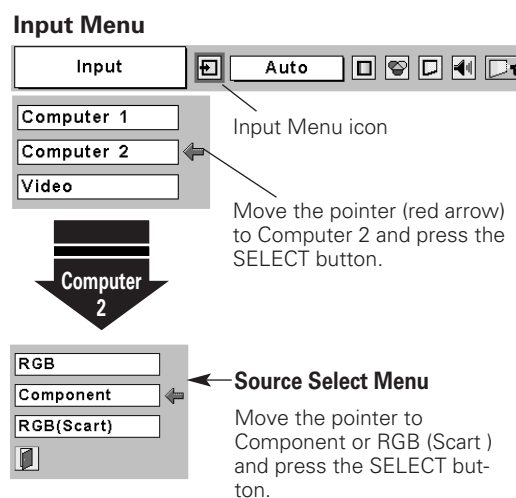 Input Menu
Input
Auto
Computer 1
Input Menu icon
Computer 2
Video
Move the pointer (red arrow)
to Computer 2 and press the
SELECT button.
Computer
2
RGB
Component
RGB(Scart)
Source Select Menu
Move the pointer to
Component or RGB (Scart )
and press the SELECT but-
ton.